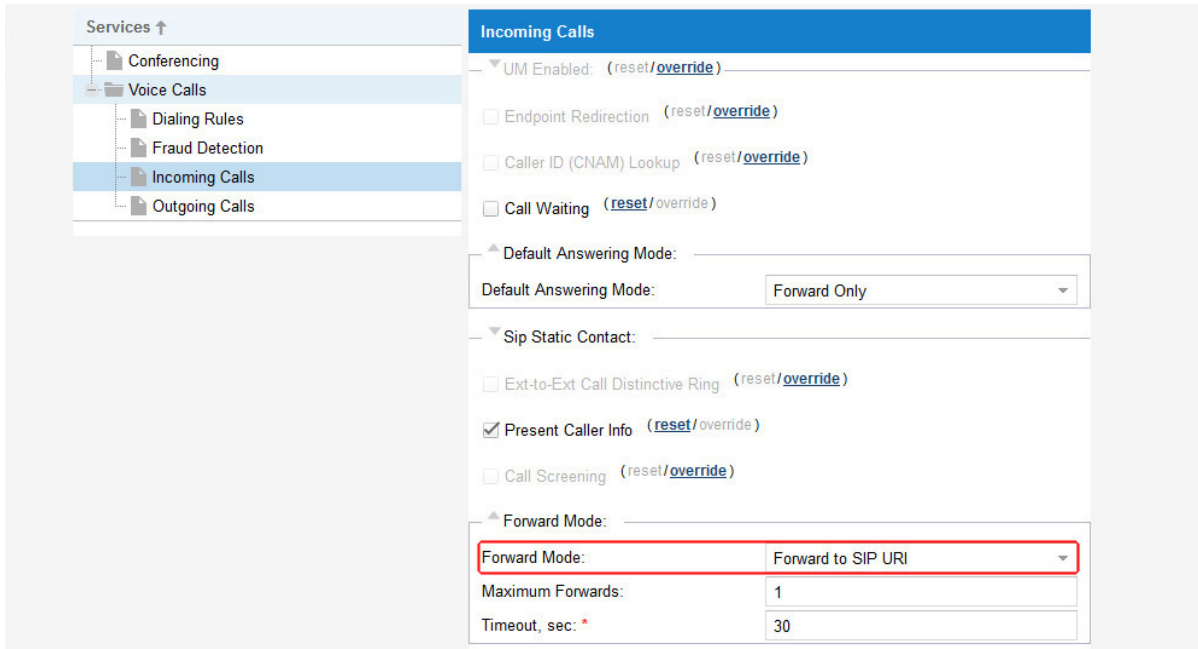 Services
Conferencing
Voice Calls
Dialing Rules
Fraud Detection
Incoming Calls
Outgoing Calls
Incoming Calls
UM Enabled: (reset/override)
Endpoint Redirection (reset/override)
Caller ID (CNAM) Lookup (reset/override)
Call Waiting (reset/override)
Default Answering Mode:
Default Answering Mode: Forward Only
Sip Static Contact:
Ext-to-Ext Call Distinctive Ring (reset/override)
Present Caller Info (reset/override)
Call Screening (reset/override)
Forward Mode:
Forward Mode: Forward to SIP URI
Maximum Forwards: 1
Timeout, sec: * 30